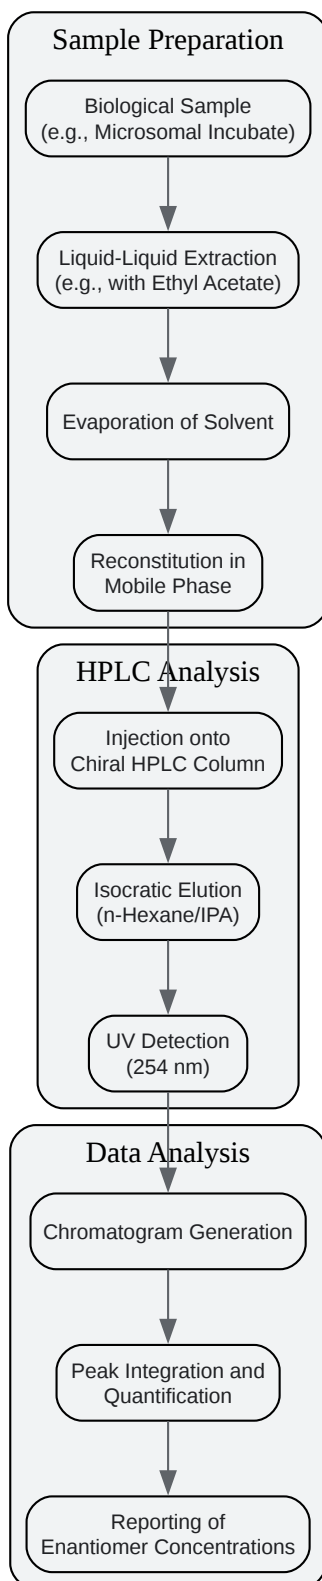 Sample Preparation
Biological Sample
(e.g., Microsomal Incubate)
Liquid-Liquid Extraction
(e.g., with Ethyl Acetate)
Evaporation of Solvent
Reconstitution in
Mobile Phase
HPLC Analysis
Injection onto
Chiral HPLC Column
Isocratic Elution
(n-Hexane/IPA)
UV Detection
(254 nm)
Data Analysis
Chromatogram Generation
Peak Integration and
Quantification
Reporting of
Enantiomer Concentrations